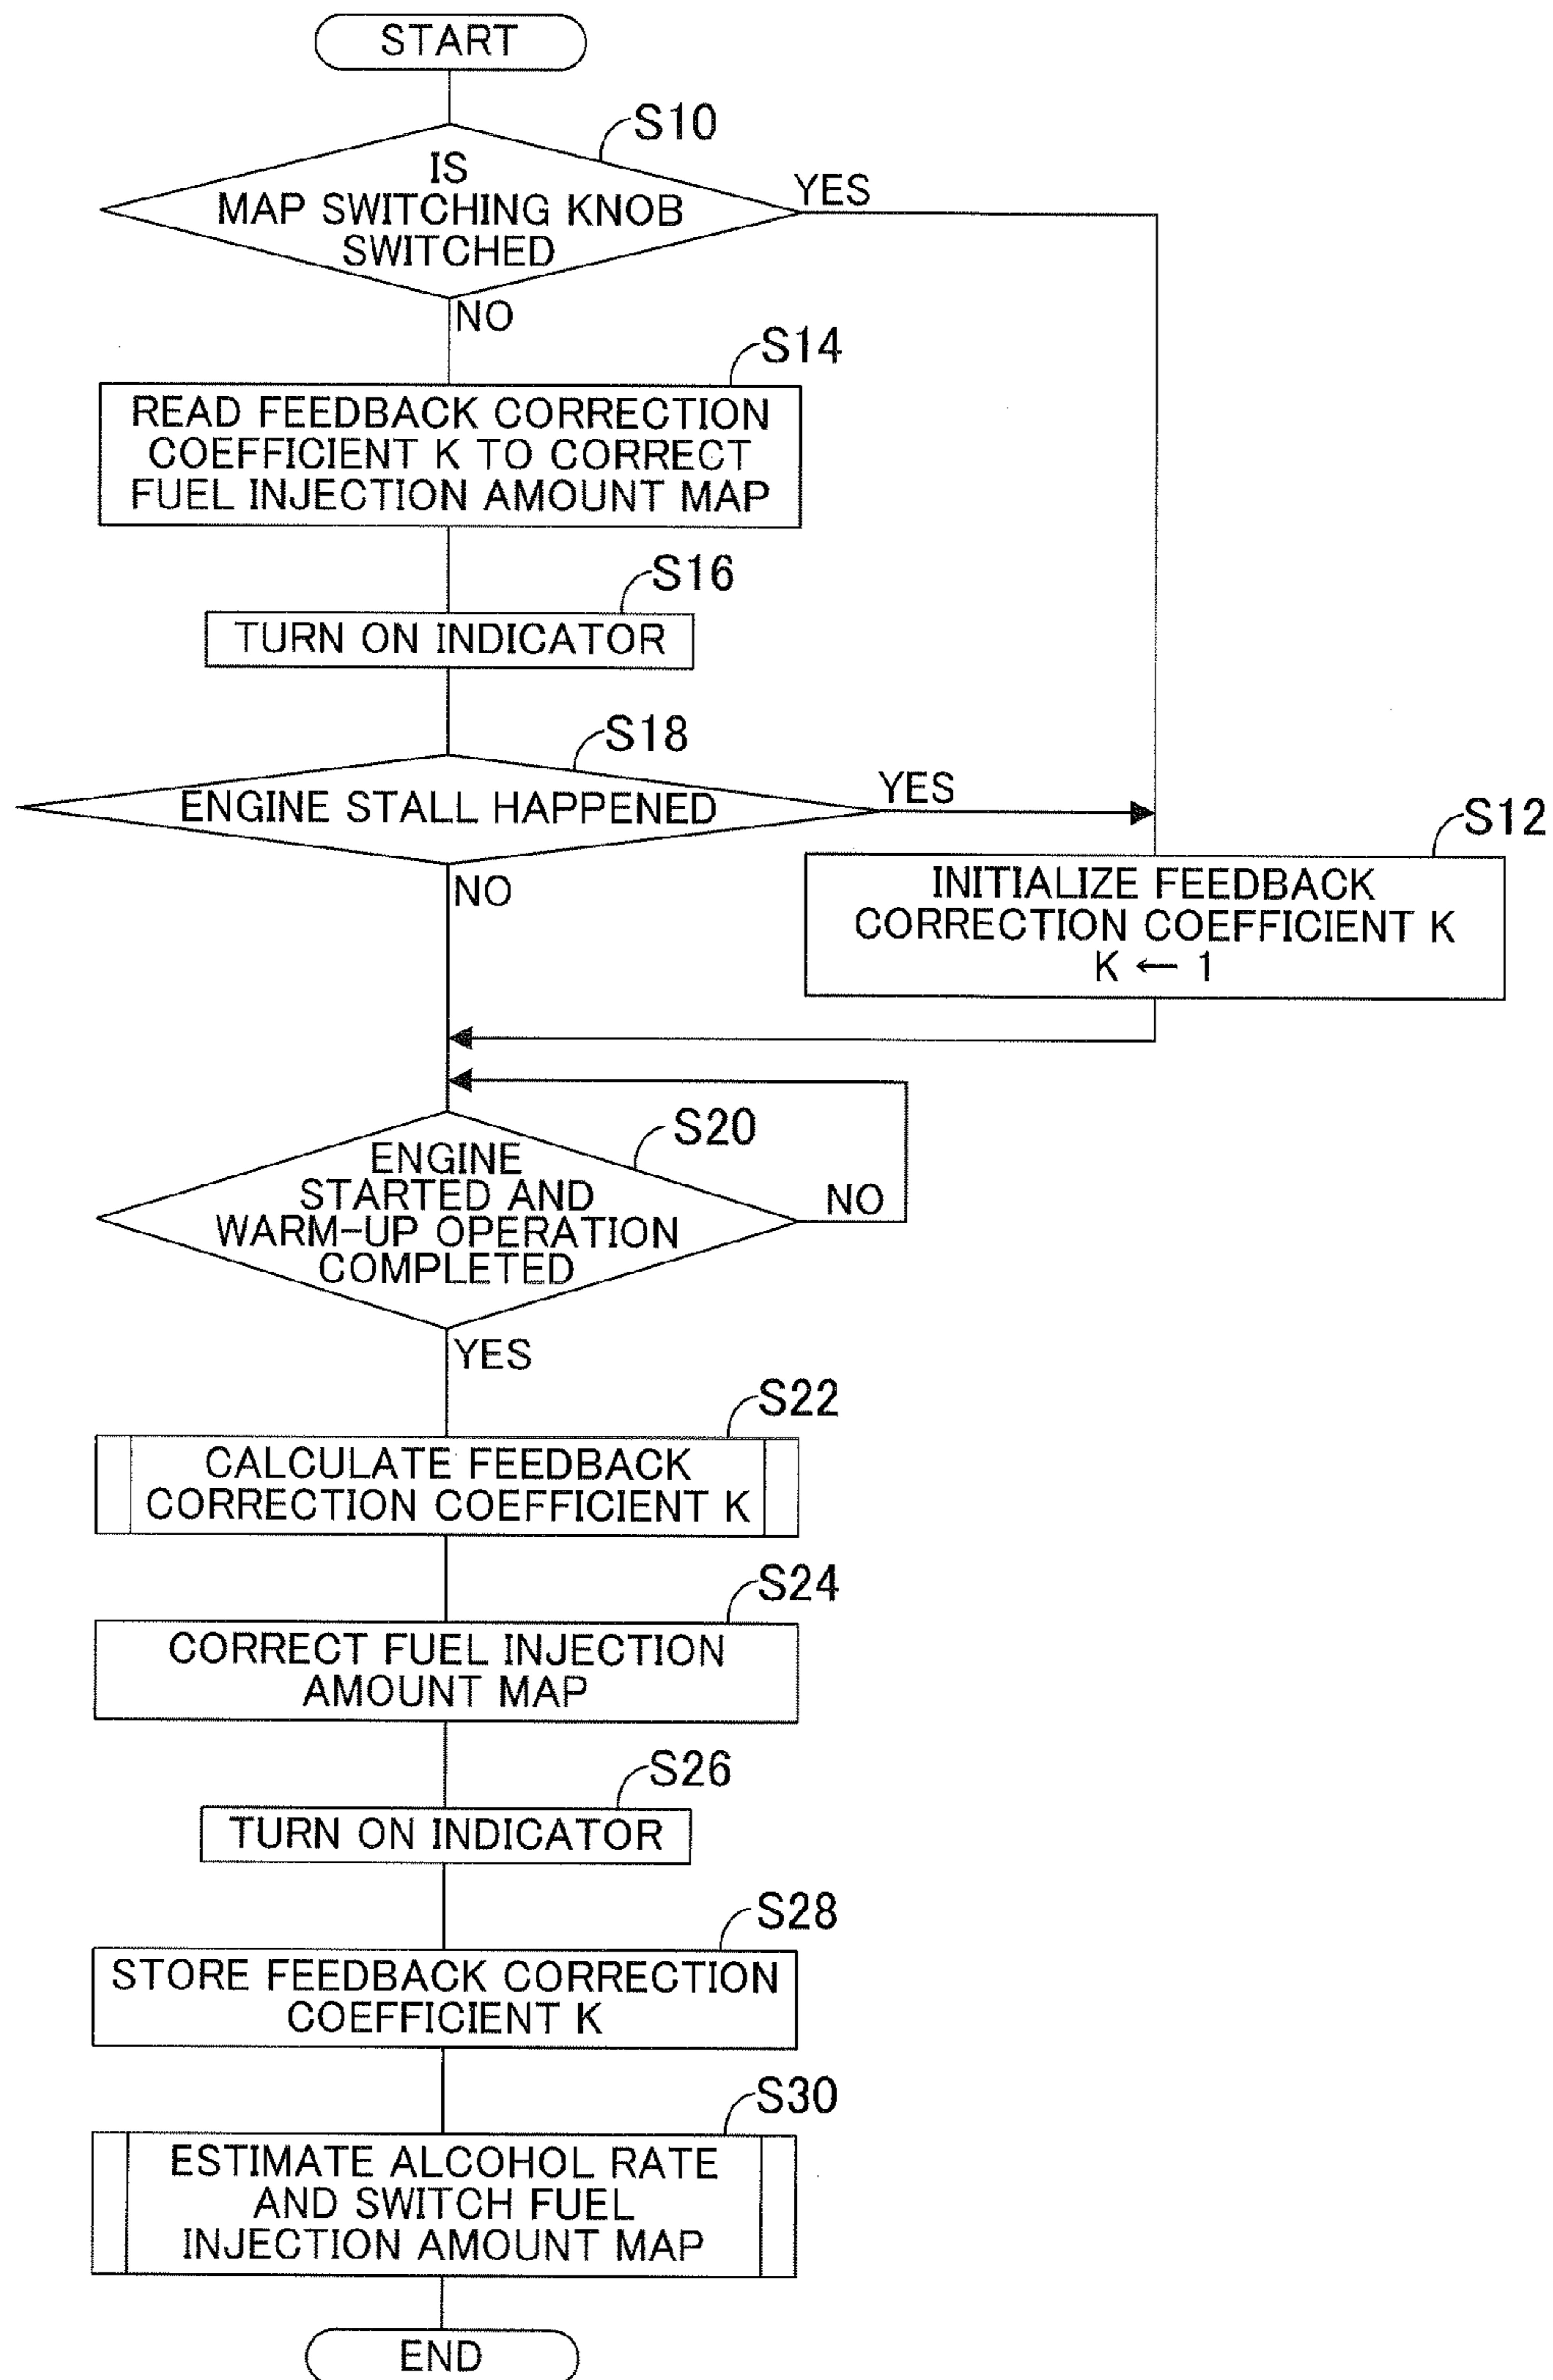 START
S10
IS
MAP SWITCHING KNOB
SWITCHED
YES
NO
S14
READ FEEDBACK CORRECTION
COEFFICIENT K TO CORRECT
FUEL INJECTION AMOUNT MAP
S16
TURN ON INDICATOR
S18
ENGINE STALL HAPPENED
YES
NO
S12
INITIALIZE FEEDBACK
CORRECTION COEFFICIENT K
K ← 1
S20
ENGINE
STARTED AND
WARM-UP OPERATION
COMPLETED
NO
YES
S22
CALCULATE FEEDBACK
CORRECTION COEFFICIENT K
S24
CORRECT FUEL INJECTION
AMOUNT MAP
S26
TURN ON INDICATOR
S28
STORE FEEDBACK CORRECTION
COEFFICIENT K
S30
ESTIMATE ALCOHOL RATE
AND SWITCH FUEL
INJECTION AMOUNT MAP
END